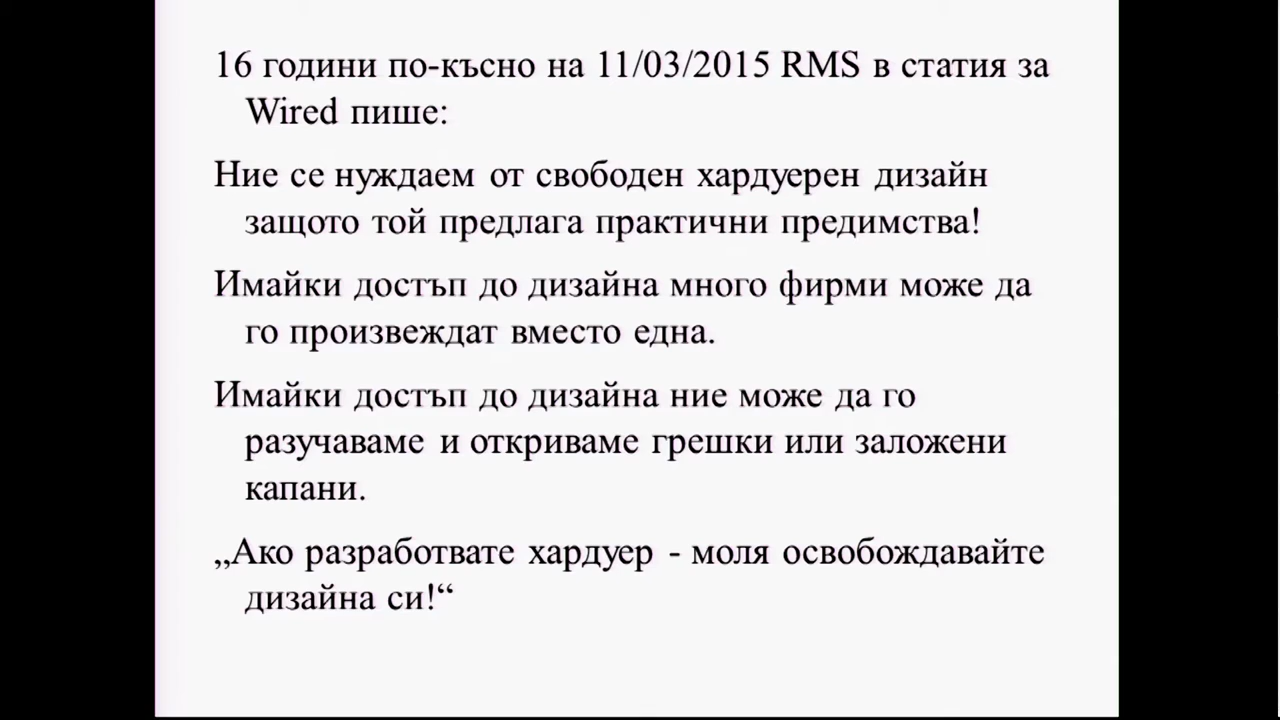 16 години по-късно на 11/03/2015 RMS в статия за
Wired пише:
Ние се нуждаем от свободен хардуерен дизайн
защото той предлага практични предимства!
Имайки достъп до дизайна много фирми може да
го произвеждат вместо една.
Имайки достъп до дизайна ние може да го
разучаваме и откриваме грешки или заложени
капани.
„Ако разработвате хардуер - моля освобождавайте
дизайна си!“